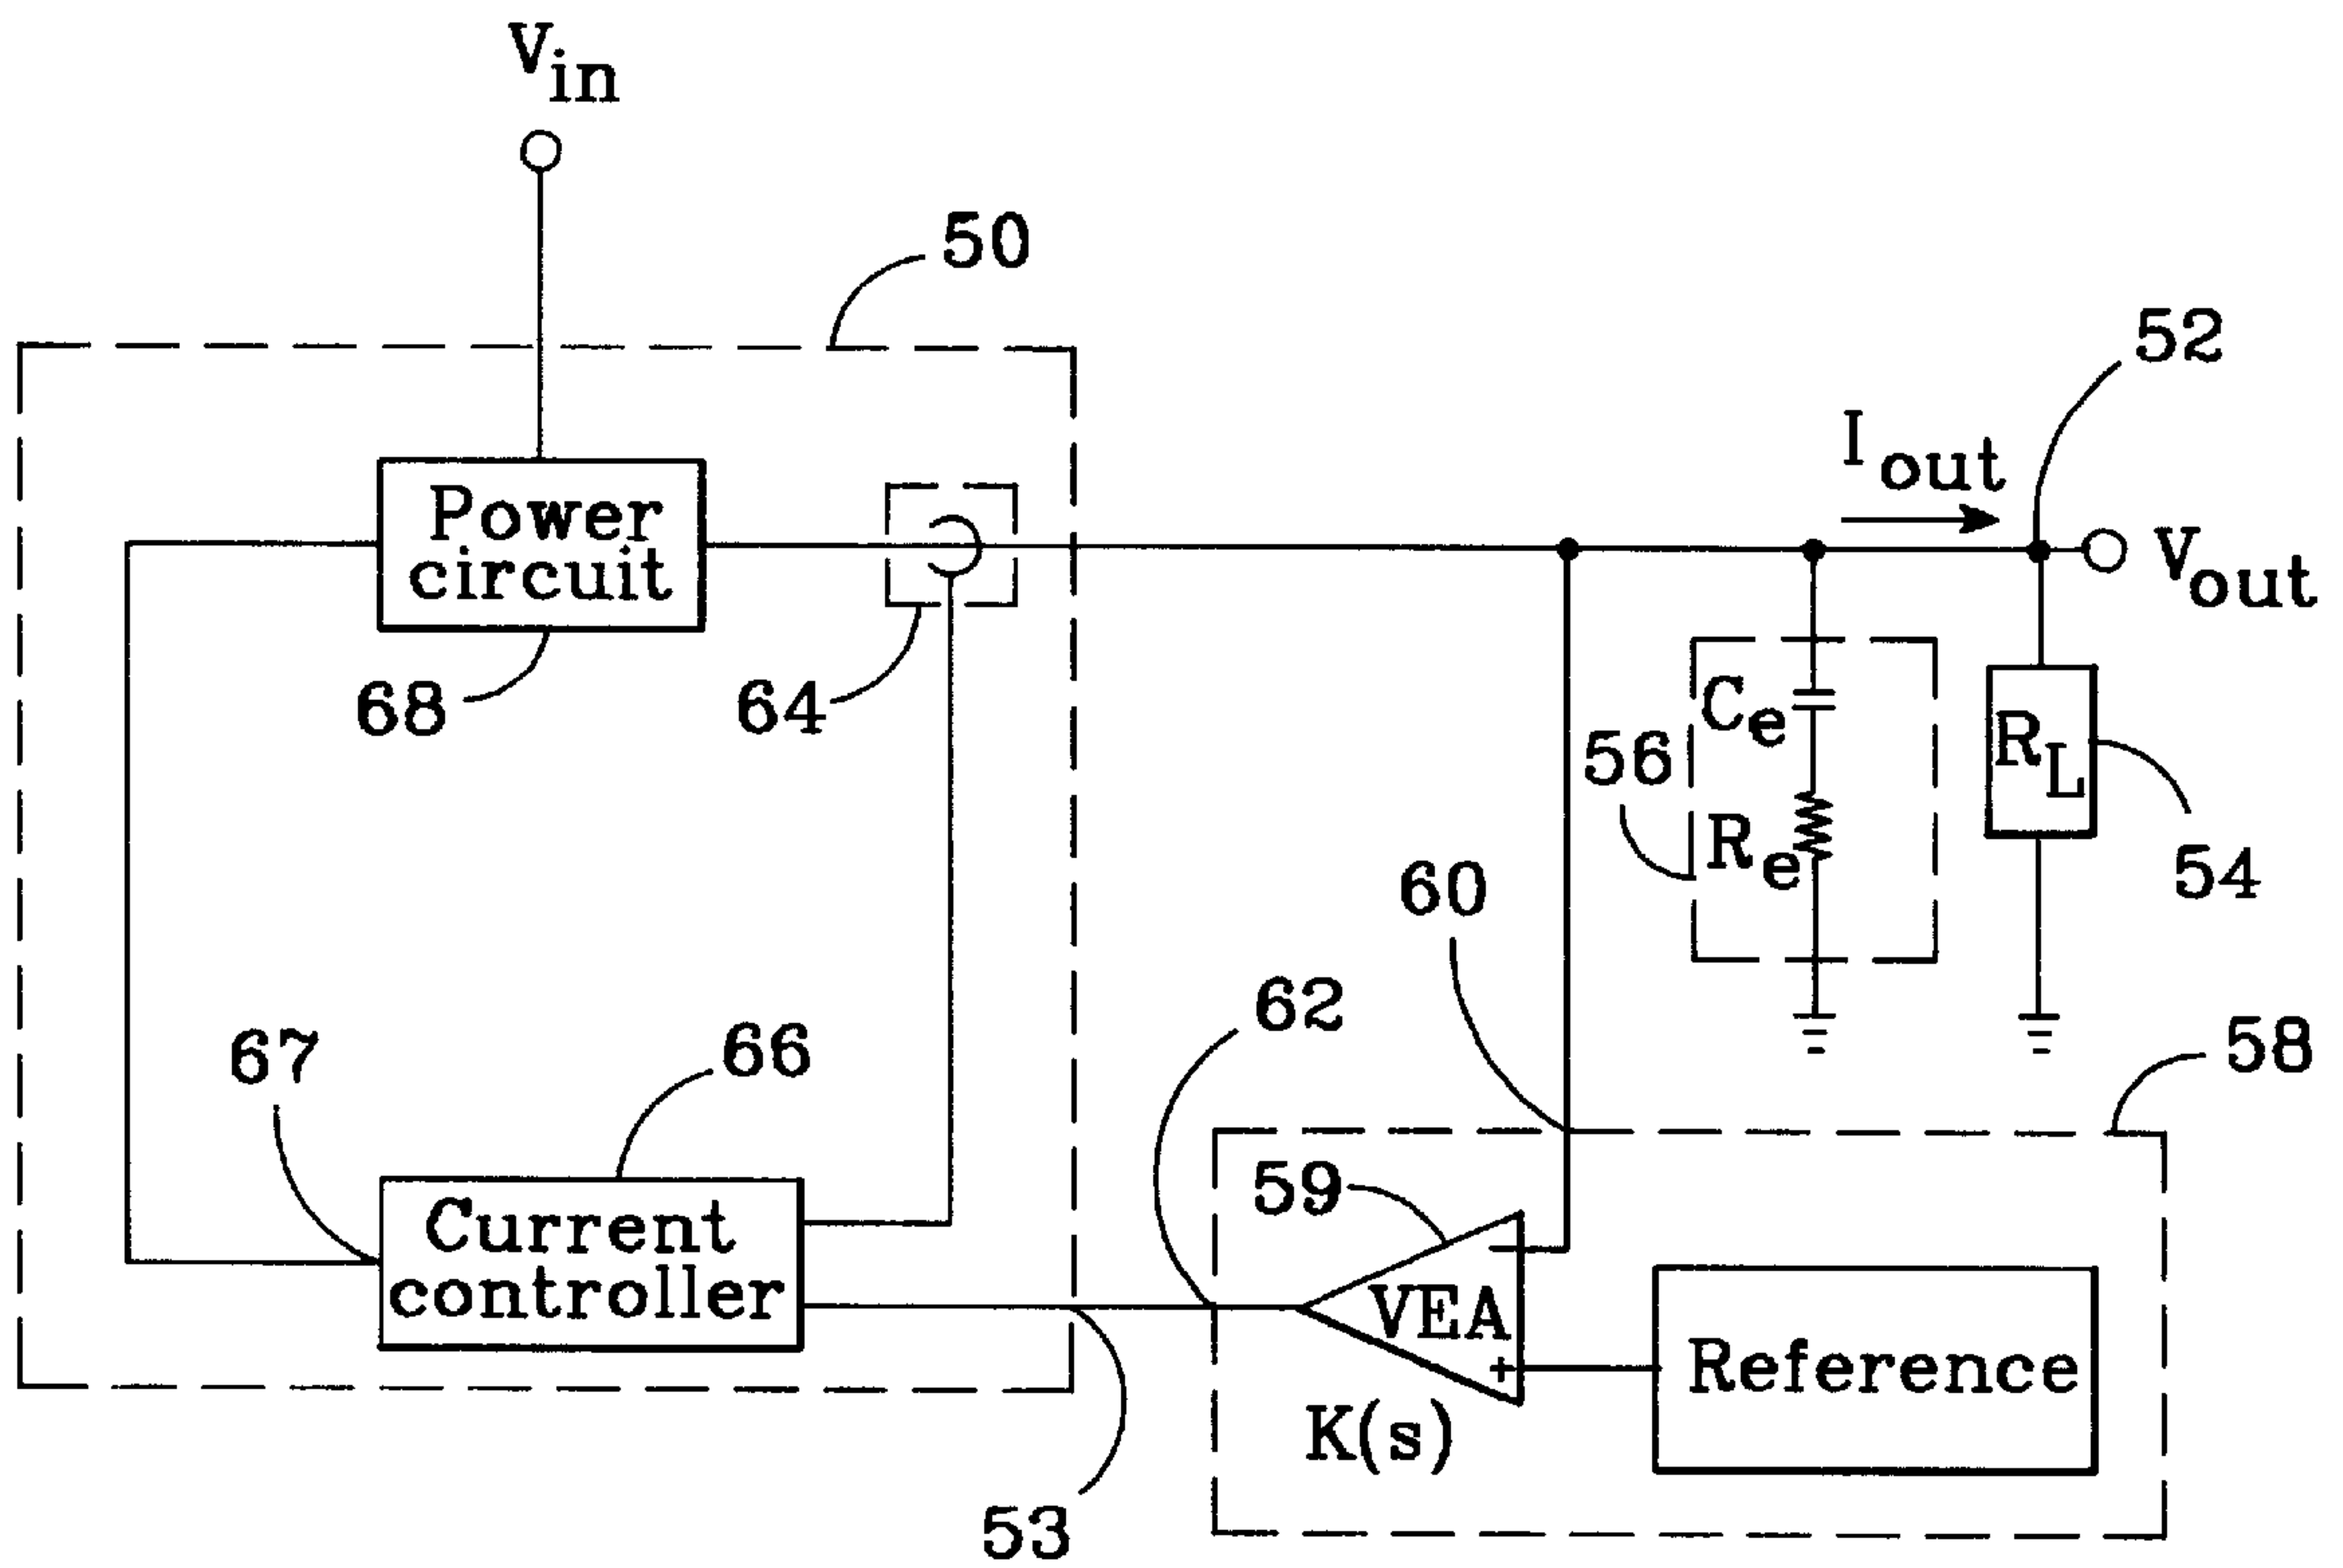 Vin
50
52
Iout
Vout
Power
circuit
68
64
Ce
56
Re
RL
54
60
62
67
66
58
59
Current
controller
VEA
−
+
Reference
K(s)
53